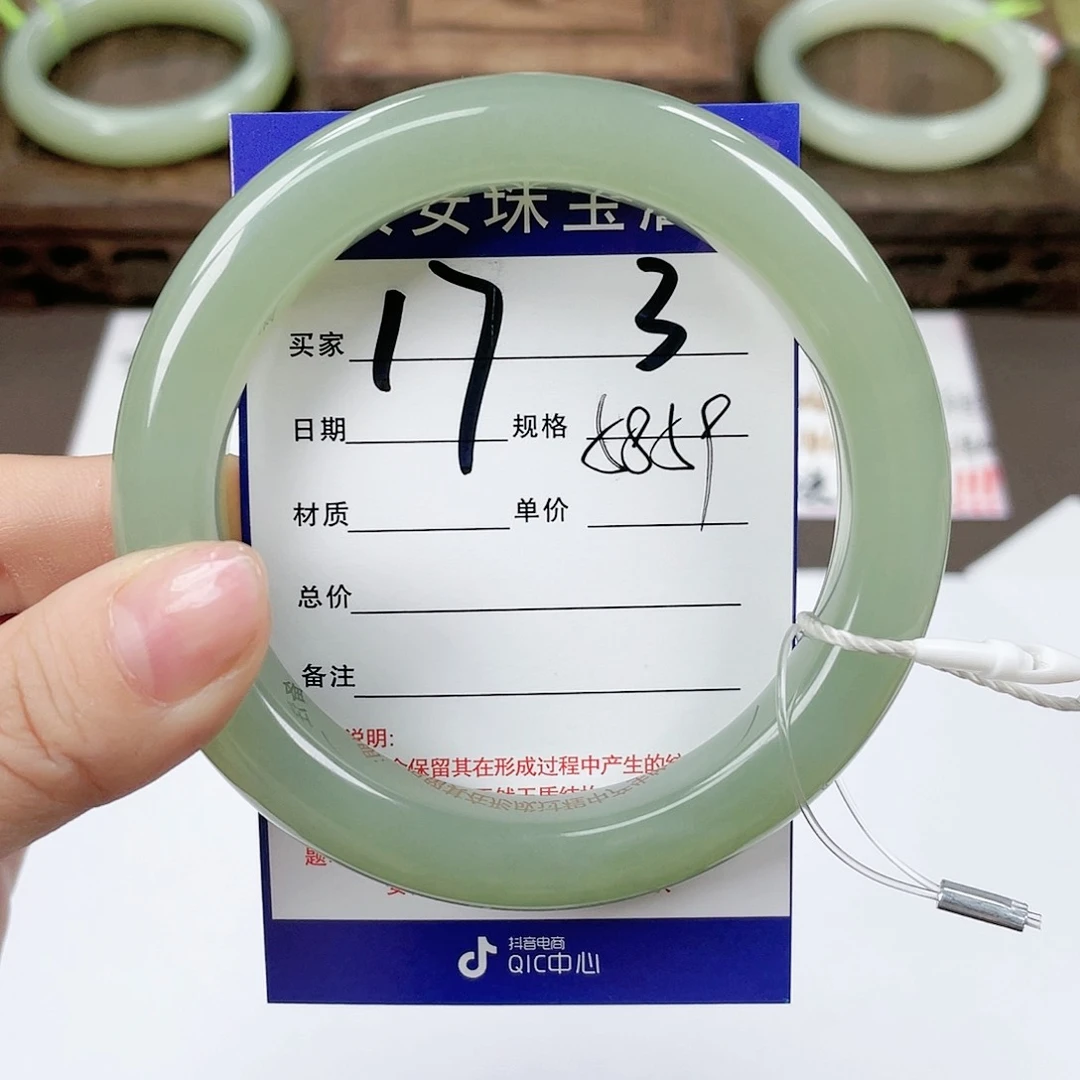 安珠宝
17 3
买家
日期 规格 5859
材质 单价
总价
备注
说明:
保留其在形成过程中产生的
题
抖音电商
QIC中心